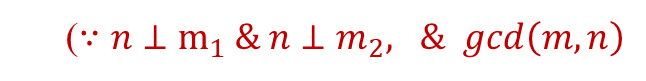 (∵ n ⊥ m₁ & n ⊥ m₂, & gcd(m, n)